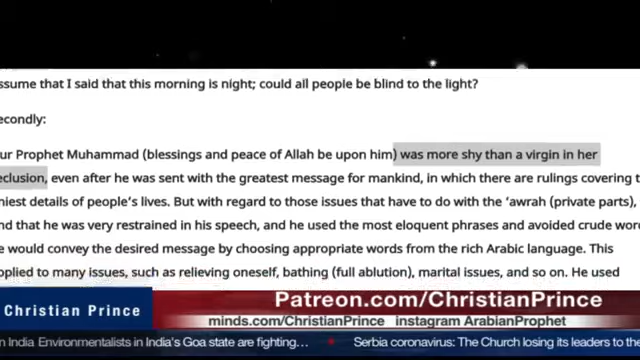 ssume that I said that this morning is night; could all people be blind to the light?
econdly:
ur Prophet Muhammad (blessings and peace of Allah be upon him) was more shy than a virgin in her
eclusion, even after he was sent with the greatest message for mankind, in which there are rulings covering t
niest details of people's lives. But with regard to those issues that have to do with the 'awrah (private parts),
nd that he was very restrained in his speech, and he used the most eloquent phrases and avoided crude wor
e would convey the desired message by choosing appropriate words from the rich Arabic language. This
pplied to many issues, such as relieving oneself, bathing (full ablution), marital issues, and so on. He used
Christian Prince
Patreon.com/ChristianPrince
minds.com/ChristianPrince instagram ArabianProphet
n India Environmentalists in India's Goa state are fighting.... Serbia coronavirus: The Church losing its leaders to the